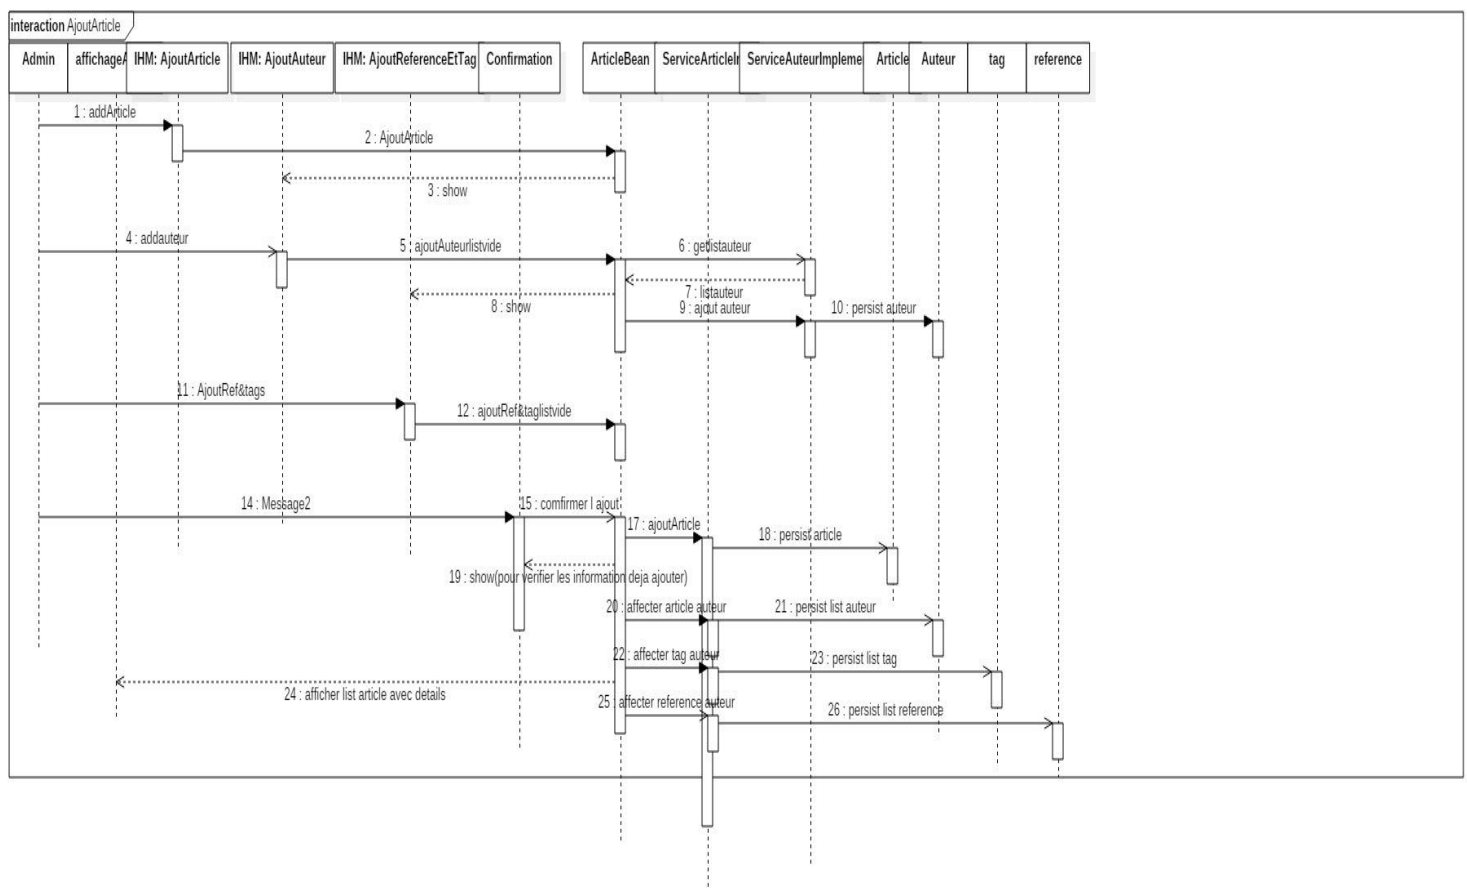 interaction AjoutArticle
Admin
affichageA
IHM: AjoutArticle
IHM: AjoutAuteur
IHM: AjoutReferenceEtTag
Confirmation
ArticleBean
ServiceArticleI
ServiceAuteurImpleme
Article
Auteur
tag
reference
1 : addArticle
2 : AjoutArticle
3 : show
4 : addauteur
5 : ajoutAuteurlistvide
6 : getlistauteur
7 : listauteur
8 : show
9 : ajout auteur
10 : persist auteur
11 : AjoutRef&tags
12 : ajoutRef&taglistvide
14 : Message2
15 : comfirmer l ajout
17 : ajoutArticle
18 : persist article
19 : show(pour verifier les information deja ajouter)
20 : affecter article auteur
21 : persist list auteur
22 : affecter tag auteur
23 : persist list tag
24 : afficher list article avec details
25 : affecter reference auteur
26 : persist list reference